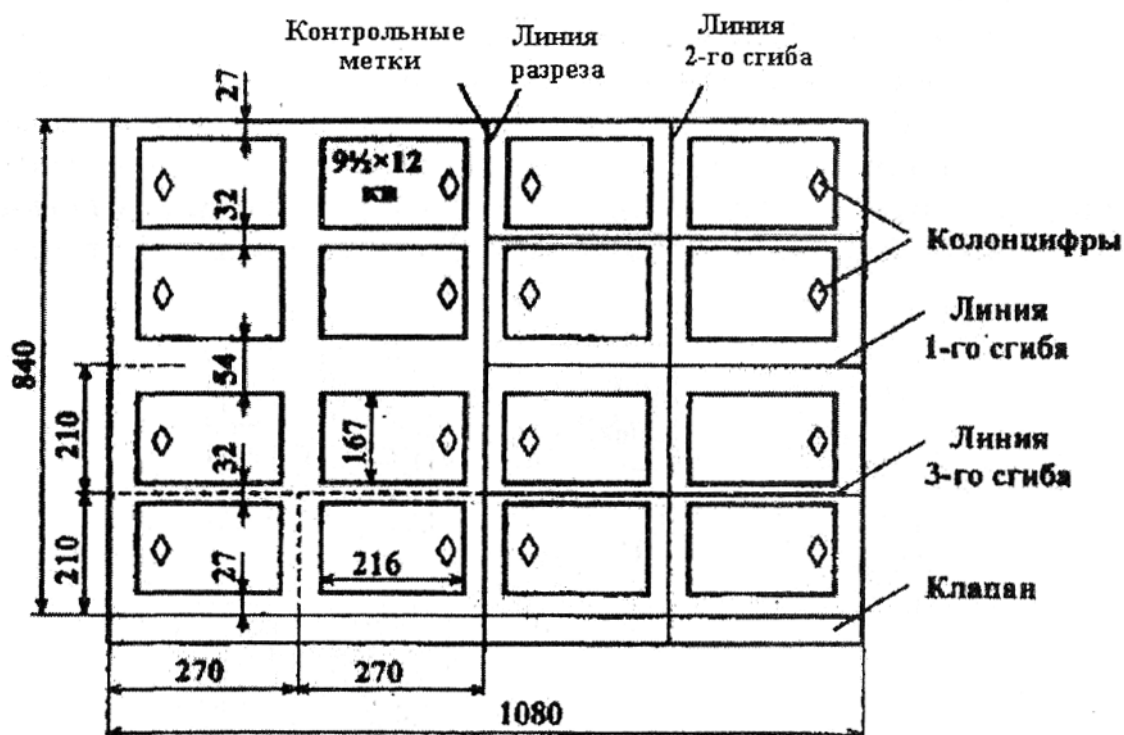 Контрольные
метки
Линия
разреза
Линия
2-го сгиба
27
9½×12
кв
32
Колонцифры
Линия
1-го сгиба
840
54
210
167
32
Линия
3-го сгиба
210
27
216
Клапан
270
270
1080